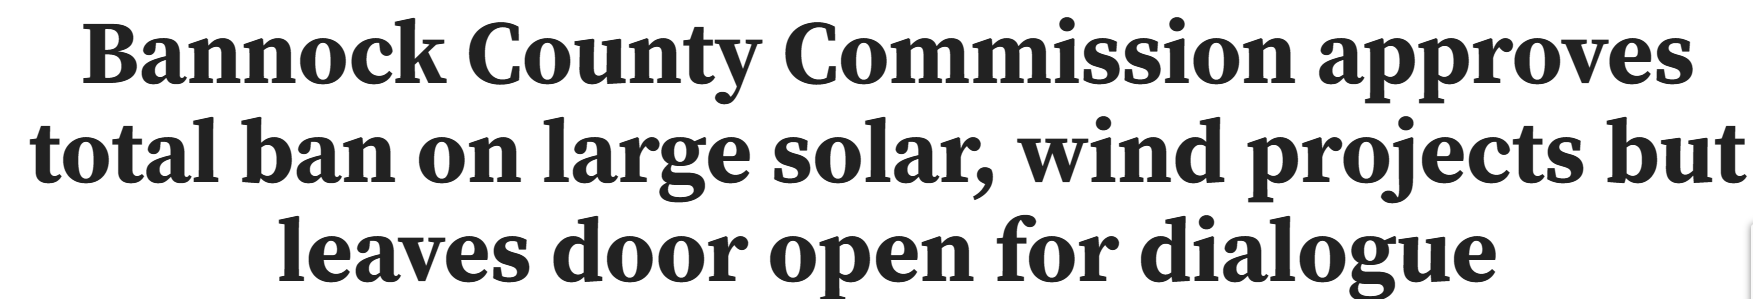 Bannock County Commission approves
total ban on large solar, wind projects but
leaves door open for dialogue